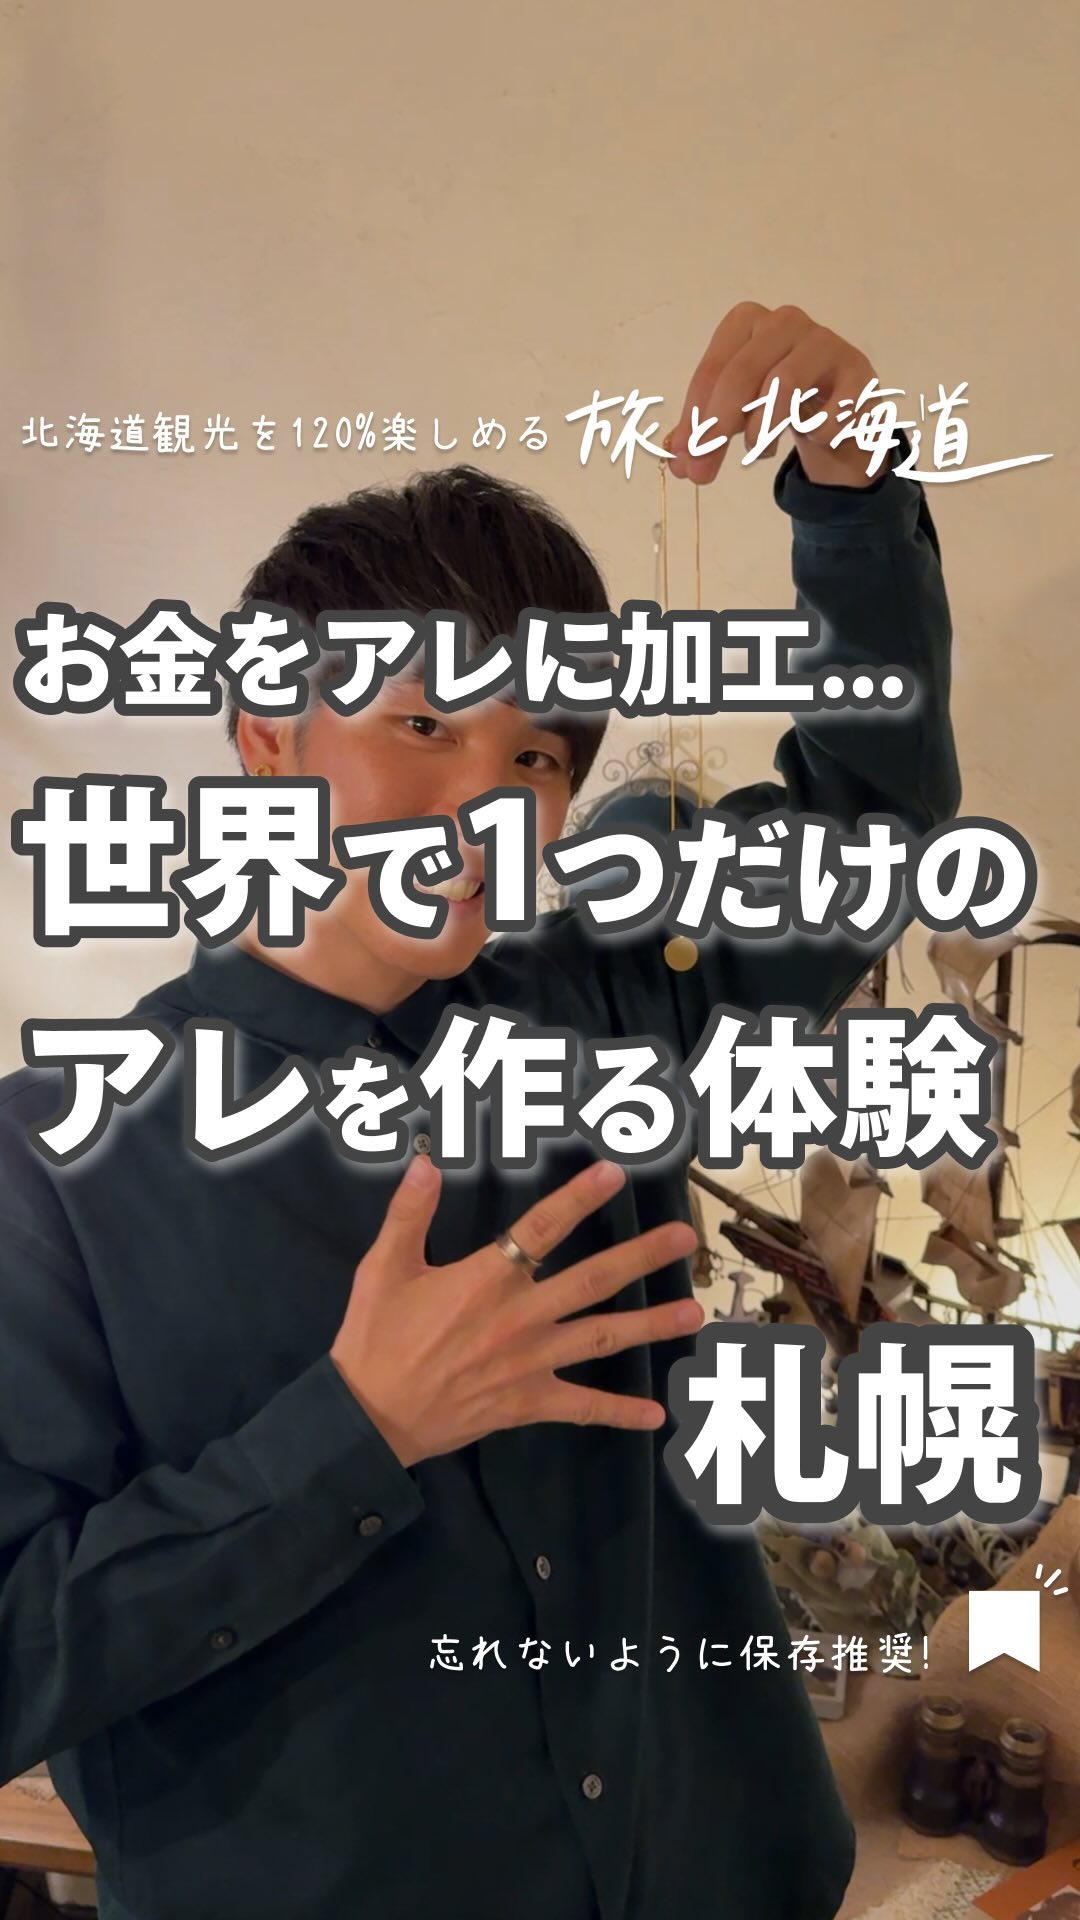 北海道観光を120%楽しめる 旅と北海道
お金をアレに加工...
世界で1つだけの
アレを作る体験
札幌
忘れないように保存推奨!